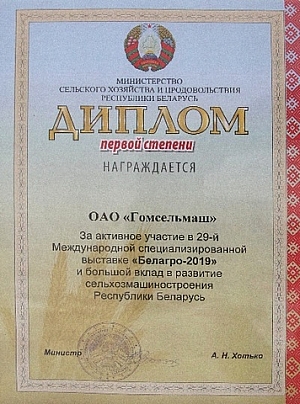 МИНИСТЕРСТВО
СЕЛЬСКОГО ХОЗЯЙСТВА И ПРОДОВОЛЬСТВИЯ
РЕСПУБЛИКИ БЕЛАРУСЬ
ДИПЛОМ
первой степени
НАГРАЖДАЕТСЯ
ОАО «Гомсельмаш»
За активное участие в 29-й
Международной специализированной
выставке «Белагро-2019»
и большой вклад в развитие
сельхозмашиностроения
Республики Беларусь
Министр А. Н. Хотько